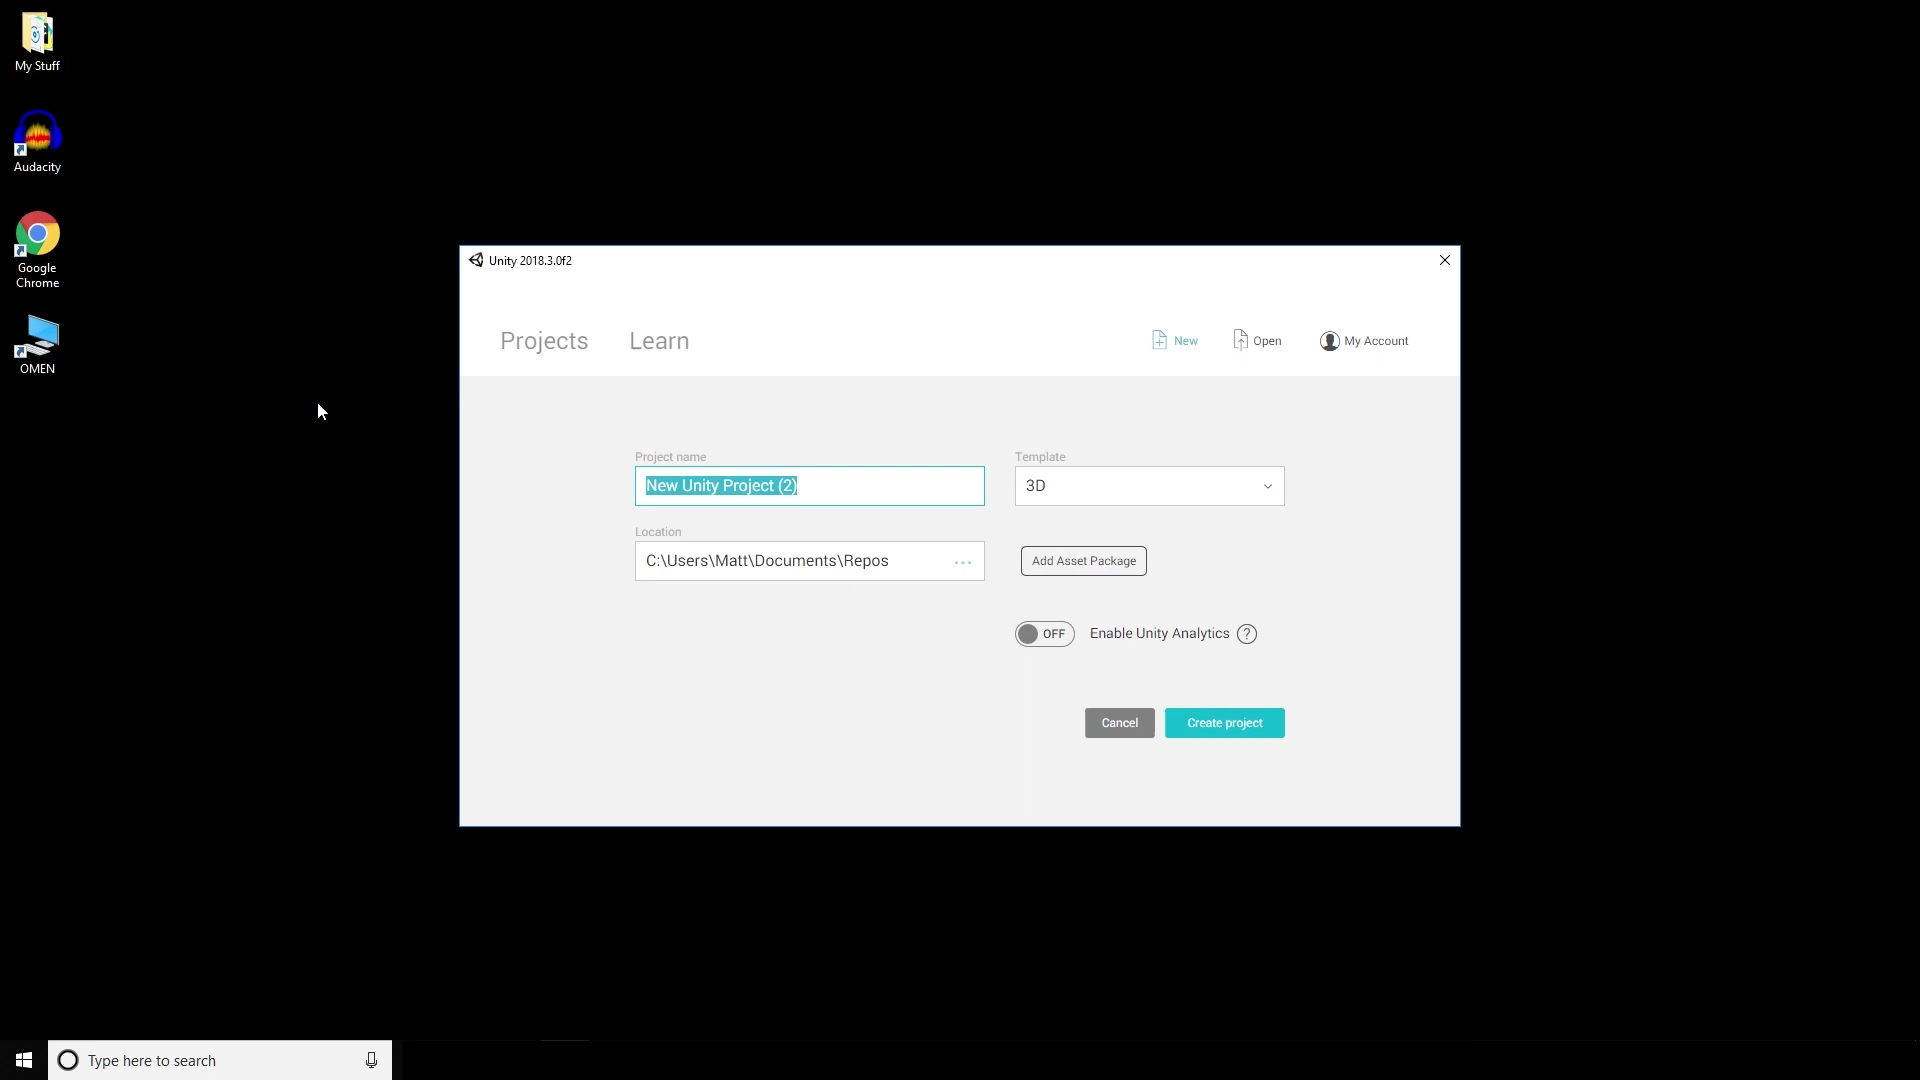 My Stuff
Audacity
Google
Chrome
OMEN
Unity 2018.3.0f2
Projects Learn New Open My Account
Project name Template
New Unity Project (2) 3D
Location
C:\Users\Matt\Documents\Repos ... Add Asset Package
OFF Enable Unity Analytics ?
Cancel Create project
Type here to search